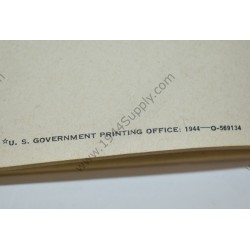 ☆U. S. GOVERNMENT PRINTING OFFICE: 1944—O-589134
www.1944Supply.com